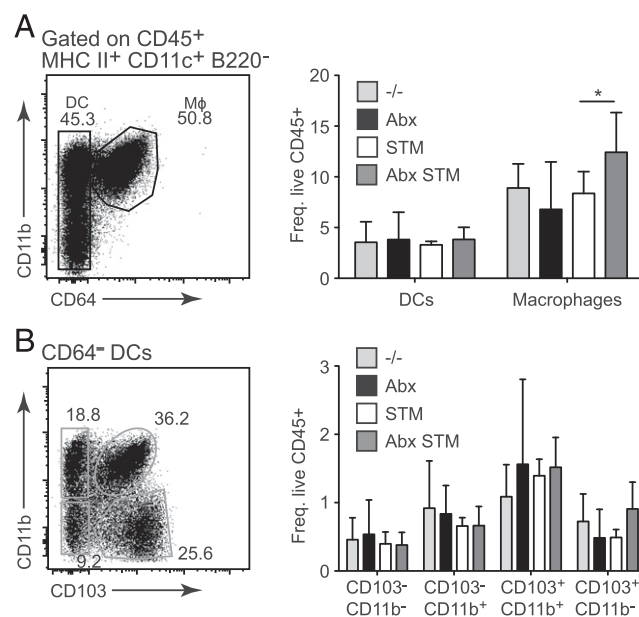 A
Gated on CD45+
MHC II+ CD11c+ B220-
DC
45.3
Mϕ
50.8
CD11b
CD64
20
15
10
5
0
Freq. live CD45+
-/-
Abx
STM
Abx STM
*
DCs
Macrophages
B
CD64- DCs
18.8
36.2
9.2
25.6
CD11b
CD103
3
2
1
0
Freq. live CD45+
-/-
Abx
STM
Abx STM
CD103- CD103- CD103+ CD103+
CD11b- CD11b+ CD11b+ CD11b-